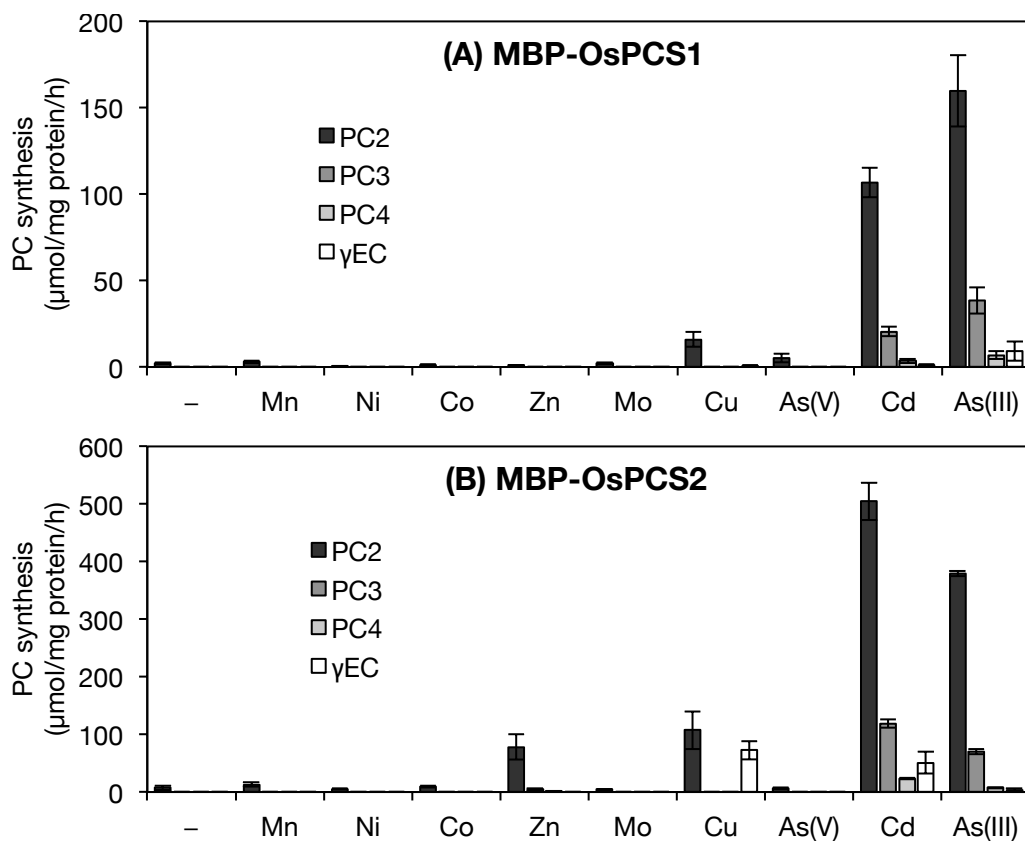 (A) MBP-OsPCS1
PC synthesis
(μmol/mg protein/h)
200
150
100
50
0
PC2
PC3
PC4
γEC
– Mn Ni Co Zn Mo Cu As(V) Cd As(III)
(B) MBP-OsPCS2
PC synthesis
(μmol/mg protein/h)
600
500
400
300
200
100
0
PC2
PC3
PC4
γEC
– Mn Ni Co Zn Mo Cu As(V) Cd As(III)